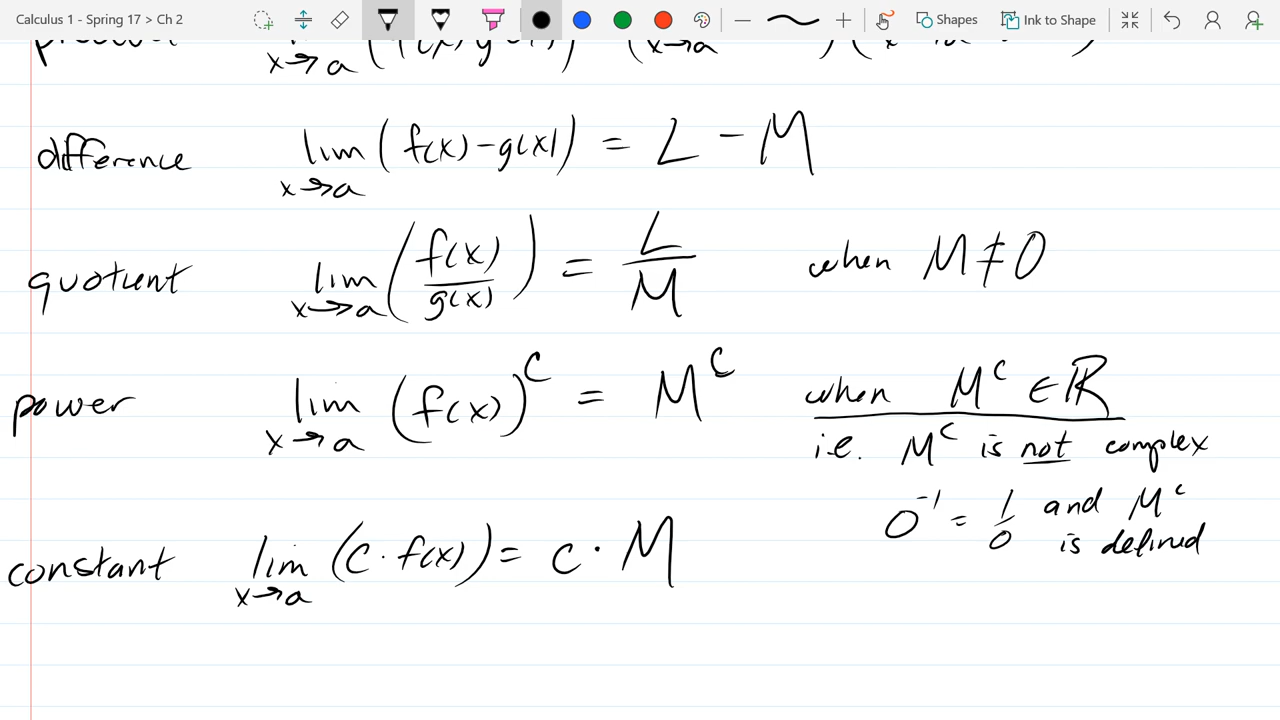 Calculus 1 - Spring 17 > Ch 2
Shapes
Ink to Shape
product
x→a (f(x) g(x)) (x→a )(
difference lim x→a (f(x) - g(x)) = L - M
quotient lim x→a (f(x)/g(x)) = L/M when M ≠ 0
power lim x→a (f(x))^c = M^c when M^c ∈ ℝ
i.e. M^c is not complex
0^-1 = 1/0 and M^c
is defined
constant lim x→a (c · f(x)) = c · M